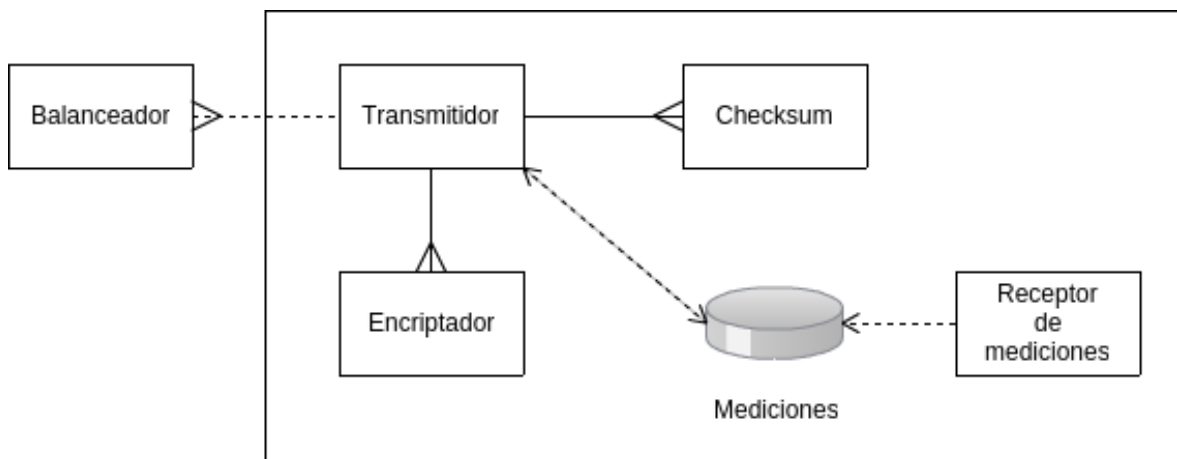 Balanceador
Transmitidor
Checksum
Encriptador
Receptor
de
mediciones
Mediciones